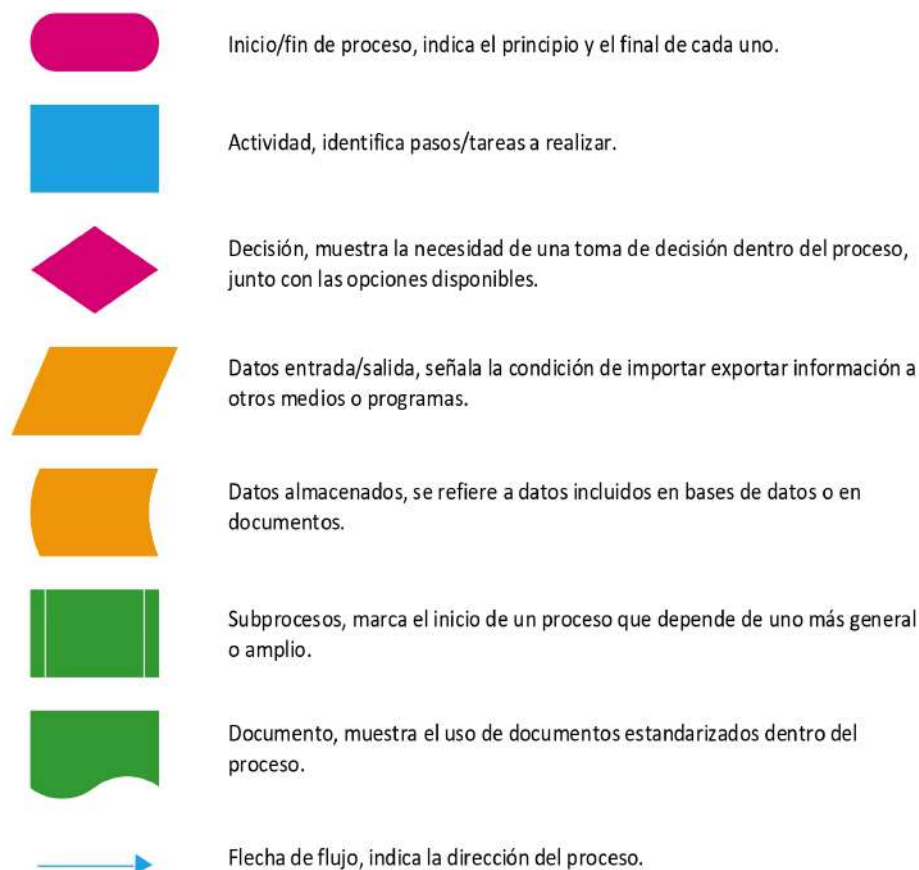 Inicio/fin de proceso, indica el principio y el final de cada uno.
Actividad, identifica pasos/tareas a realizar.
Decisión, muestra la necesidad de una toma de decisión dentro del proceso,
junto con las opciones disponibles.
Datos entrada/salida, señala la condición de importar exportar información a
otros medios o programas.
Datos almacenados, se refiere a datos incluidos en bases de datos o en
documentos.
Subprocesos, marca el inicio de un proceso que depende de uno más general
o amplio.
Documento, muestra el uso de documentos estandarizados dentro del
proceso.
Flecha de flujo, indica la dirección del proceso.